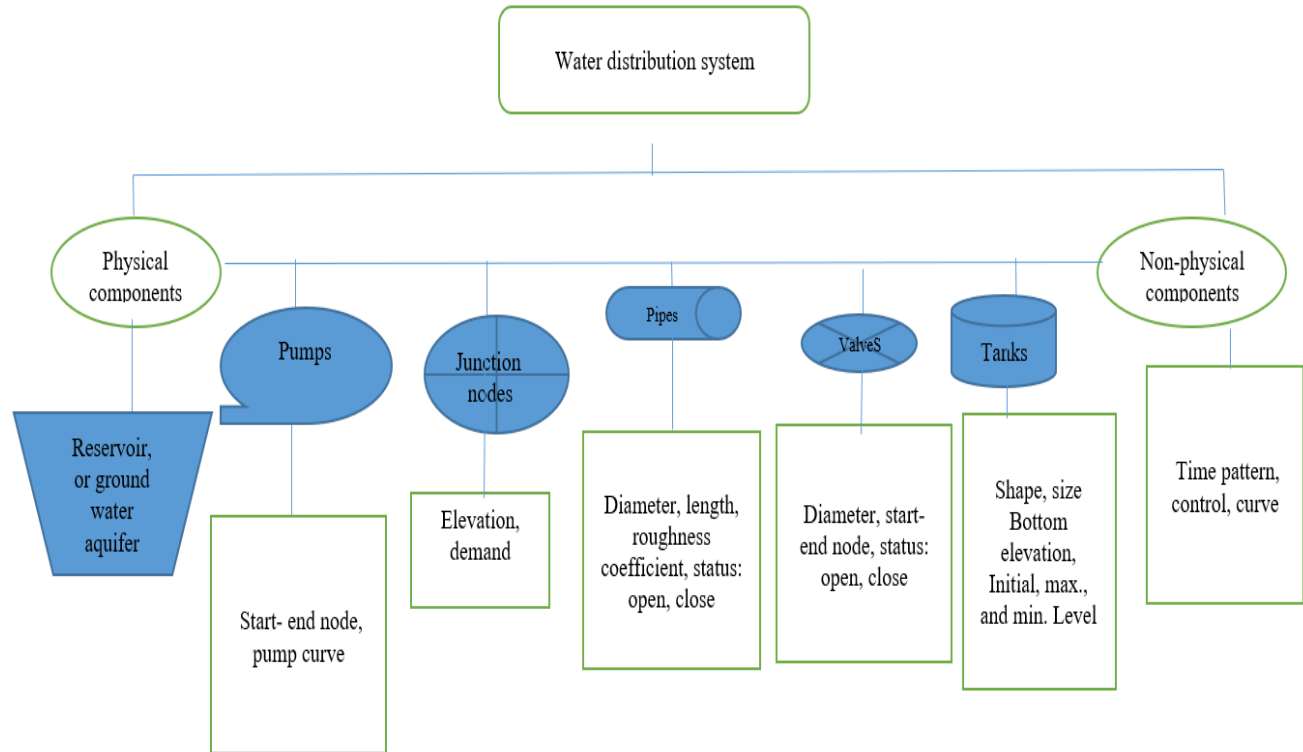 Water distribution system
Physical
components
Non-physical
components
Pumps
Junction
nodes
Pipes
ValveS
Tanks
Reservoir,
or ground
water
aquifer
Start- end node,
pump curve
Elevation,
demand
Diameter, length,
roughness
coefficient, status:
open, close
Diameter, start-
end node, status:
open, close
Shape, size
Bottom
elevation,
Initial, max.,
and min. Level
Time pattern,
control, curve